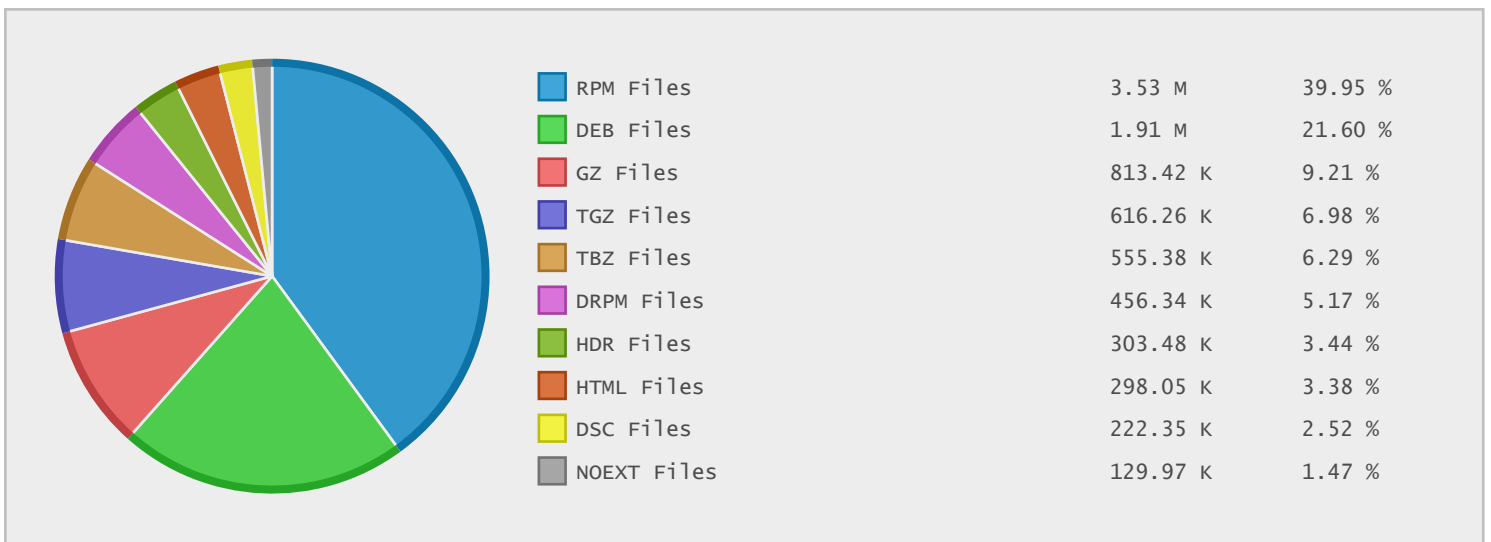 RPM Files 3.53 M 39.95 %
DEB Files 1.91 M 21.60 %
GZ Files 813.42 K 9.21 %
TGZ Files 616.26 K 6.98 %
TBZ Files 555.38 K 6.29 %
DRPM Files 456.34 K 5.17 %
HDR Files 303.48 K 3.44 %
HTML Files 298.05 K 3.38 %
DSC Files 222.35 K 2.52 %
NOEXT Files 129.97 K 1.47 %